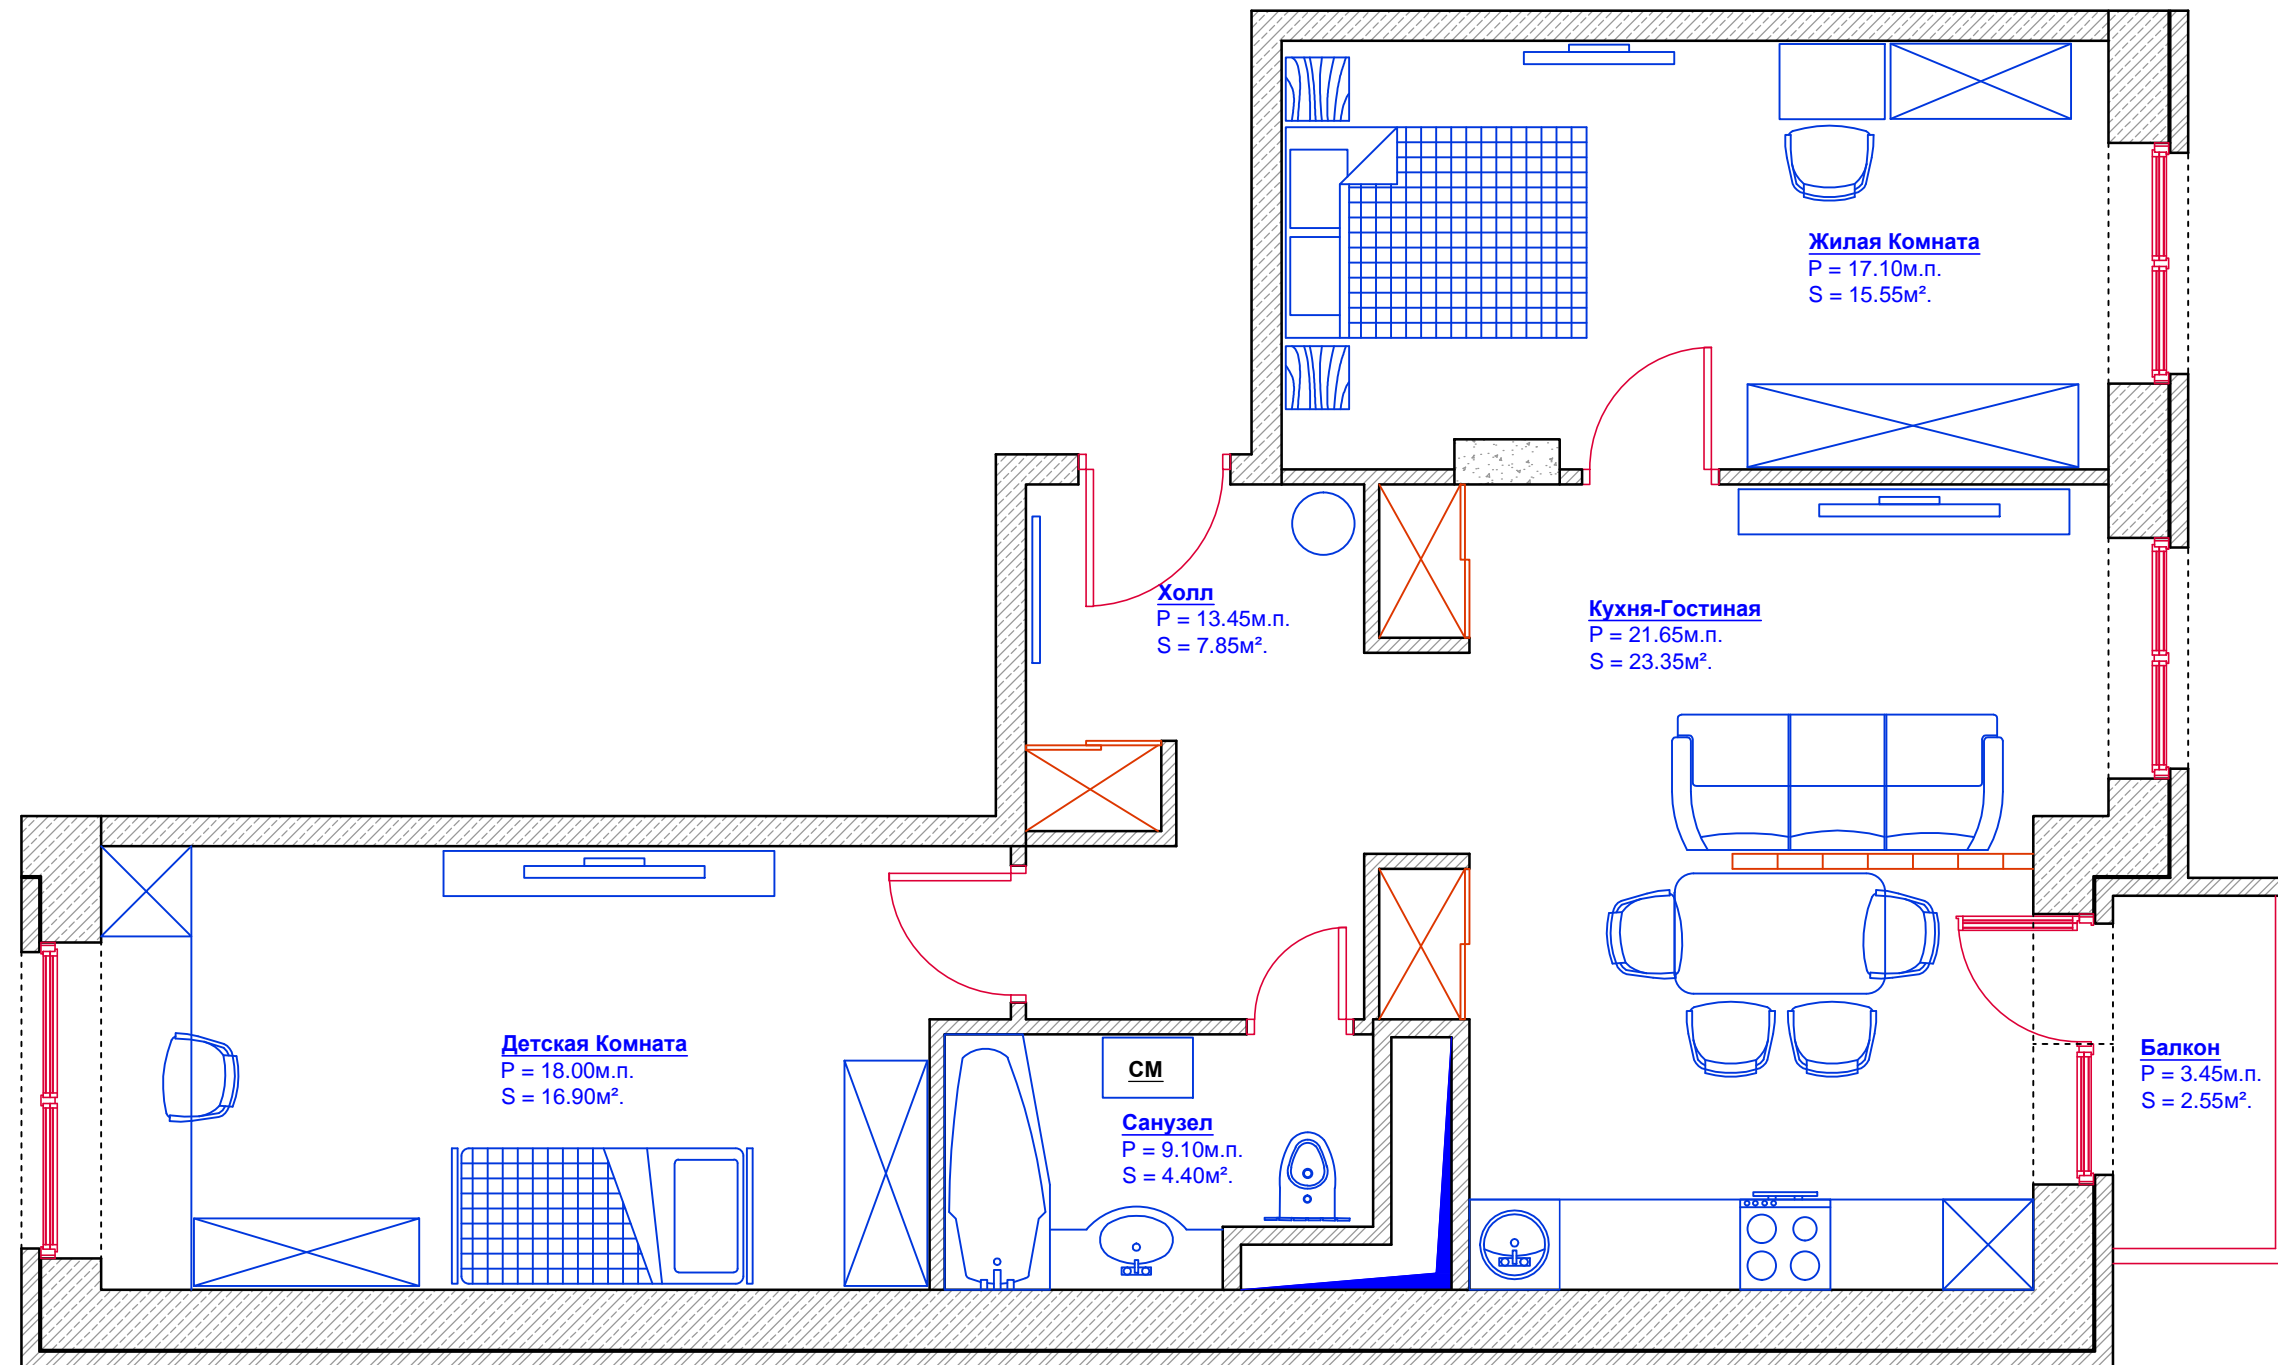 Жилая Комната
P = 17.10м.п.
S = 15.55м².
Холл
P = 13.45м.п.
S = 7.85м².
Кухня-Гостиная
P = 21.65м.п.
S = 23.35м².
Детская Комната
P = 18.00м.п.
S = 16.90м².
СМ
Санузел
P = 9.10м.п.
S = 4.40м².
Балкон
P = 3.45м.п.
S = 2.55м².